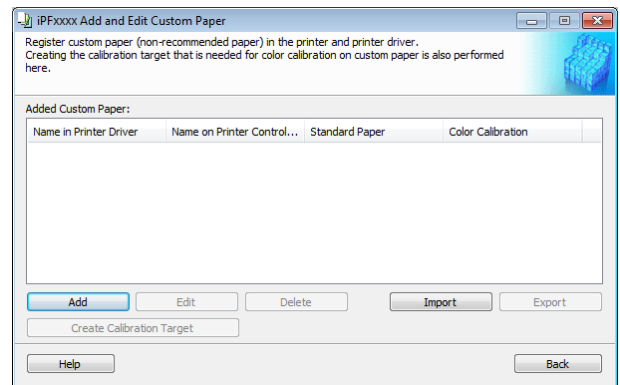 iPFxxxx Add and Edit Custom Paper
Register custom paper (non-recommended paper) in the printer and printer driver.
Creating the calibration target that is needed for color calibration on custom paper is also performed
here.
Added Custom Paper:
Name in Printer Driver Name on Printer Control... Standard Paper Color Calibration
Add Edit Delete Import Export
Create Calibration Target
Help Back